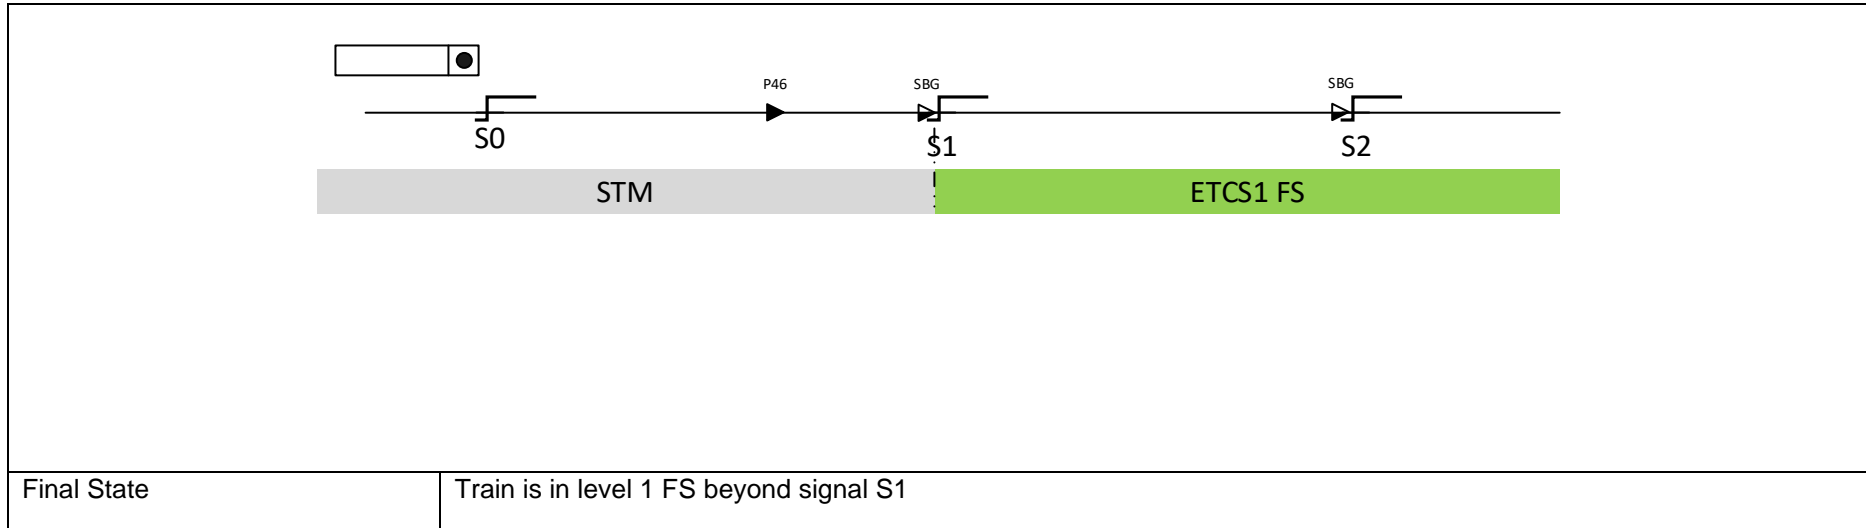 P46
SBG
SBG
S0
S1
S2
STM
ETCS1 FS
Final State
Train is in level 1 FS beyond signal S1